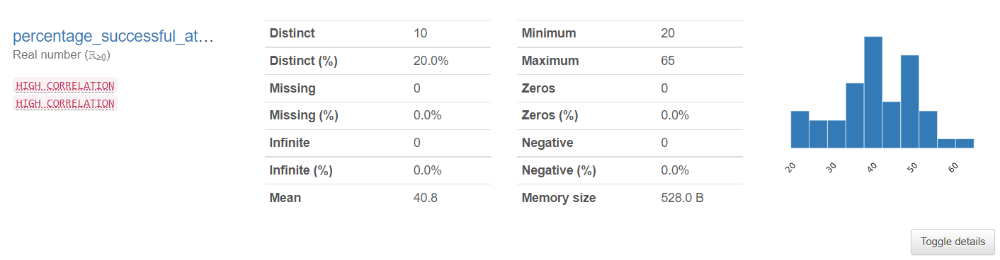 percentage_successful_at...
Real number (ℝ≥0)
HIGH CORRELATION
HIGH CORRELATION
Distinct 10
Distinct (%) 20.0%
Missing 0
Missing (%) 0.0%
Infinite 0
Infinite (%) 0.0%
Mean 40.8
Minimum 20
Maximum 65
Zeros 0
Zeros (%) 0.0%
Negative 0
Negative (%) 0.0%
Memory size 528.0 B
20 30 40 50 60
Toggle details